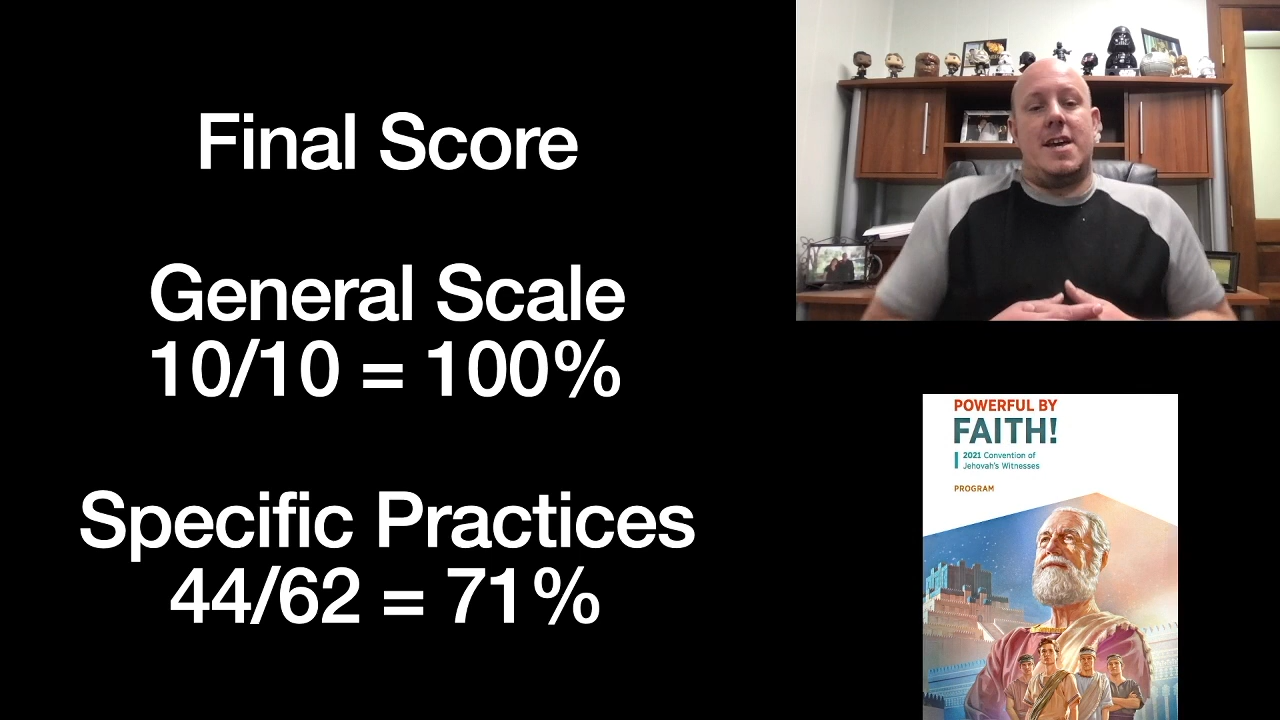 Final Score
General Scale
10/10 = 100%
Specific Practices
44/62 = 71%
POWERFUL BY
FAITH!
2021 Convention of
Jehovah's Witnesses
PROGRAM